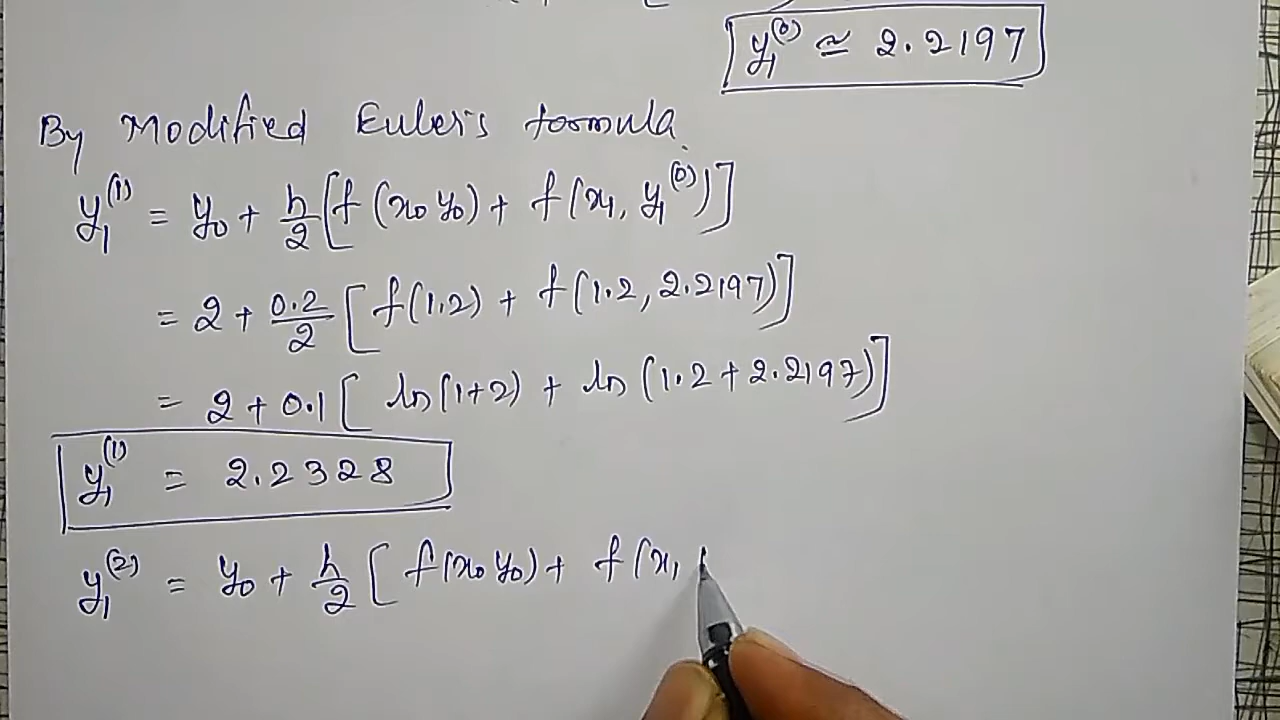 y₁⁽⁰⁾ ≃ 2.2197
By Modified Euler's formula.
y₁⁽¹⁾ = y₀ + h/2 [f(x₀ y₀) + f(x₁, y₁⁽⁰⁾)]
= 2 + 0.2/2 [f(1.2) + f(1.2, 2.2197)]
= 2 + 0.1 [ln(1+2) + ln(1.2 + 2.2197)]
y₁⁽¹⁾ = 2.2328
y₁⁽²⁾ = y₀ + h/2 [f(x₀ y₀) + f(x₁